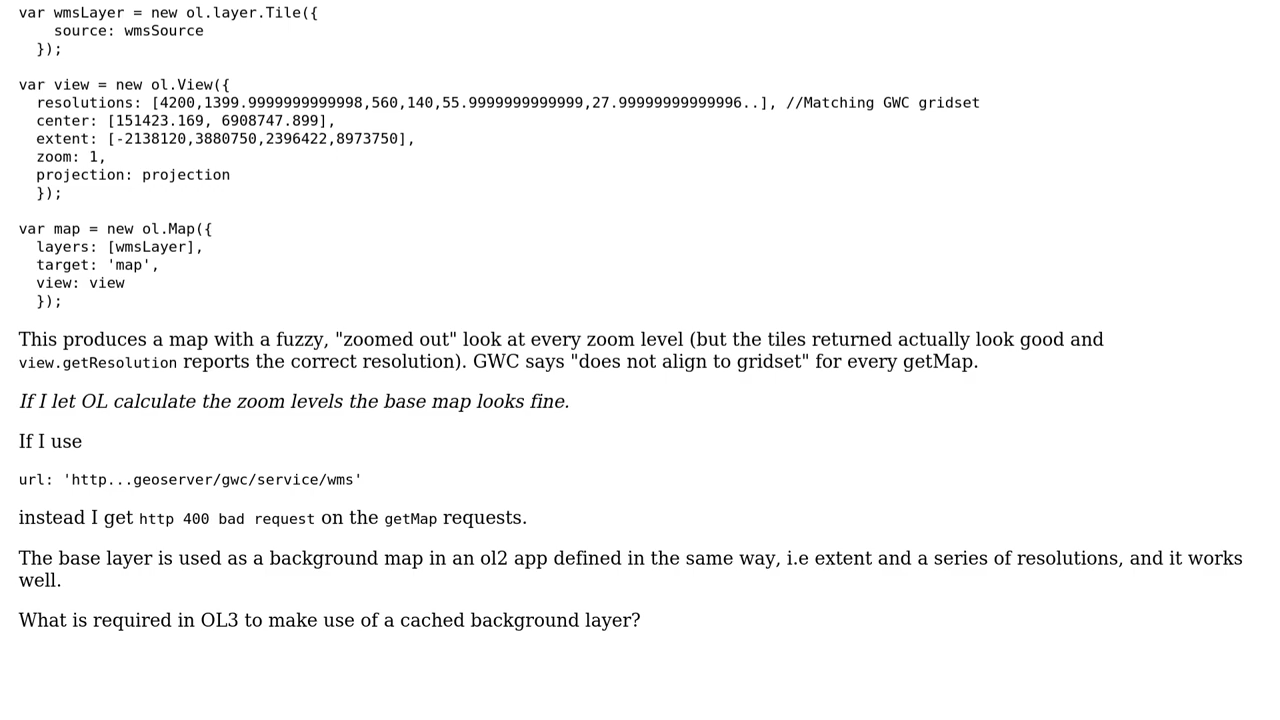 var wmsLayer = new ol.layer.Tile({
    source: wmsSource
  });

var view = new ol.View({
  resolutions: [4200,1399.9999999999998,560,140,55.9999999999999,27.99999999999996..], //Matching GWC gridset
  center: [151423.169, 6908747.899],
  extent: [-2138120,3880750,2396422,8973750],
  zoom: 1,
  projection: projection
  });

var map = new ol.Map({
  layers: [wmsLayer],
  target: 'map',
  view: view
  });

This produces a map with a fuzzy, "zoomed out" look at every zoom level (but the tiles returned actually look good and
view.getResolution reports the correct resolution). GWC says "does not align to gridset" for every getMap.

If I let OL calculate the zoom levels the base map looks fine.

If I use

url: 'http...geoserver/gwc/service/wms'

instead I get http 400 bad request on the getMap requests.

The base layer is used as a background map in an ol2 app defined in the same way, i.e extent and a series of resolutions, and it works
well.

What is required in OL3 to make use of a cached background layer?